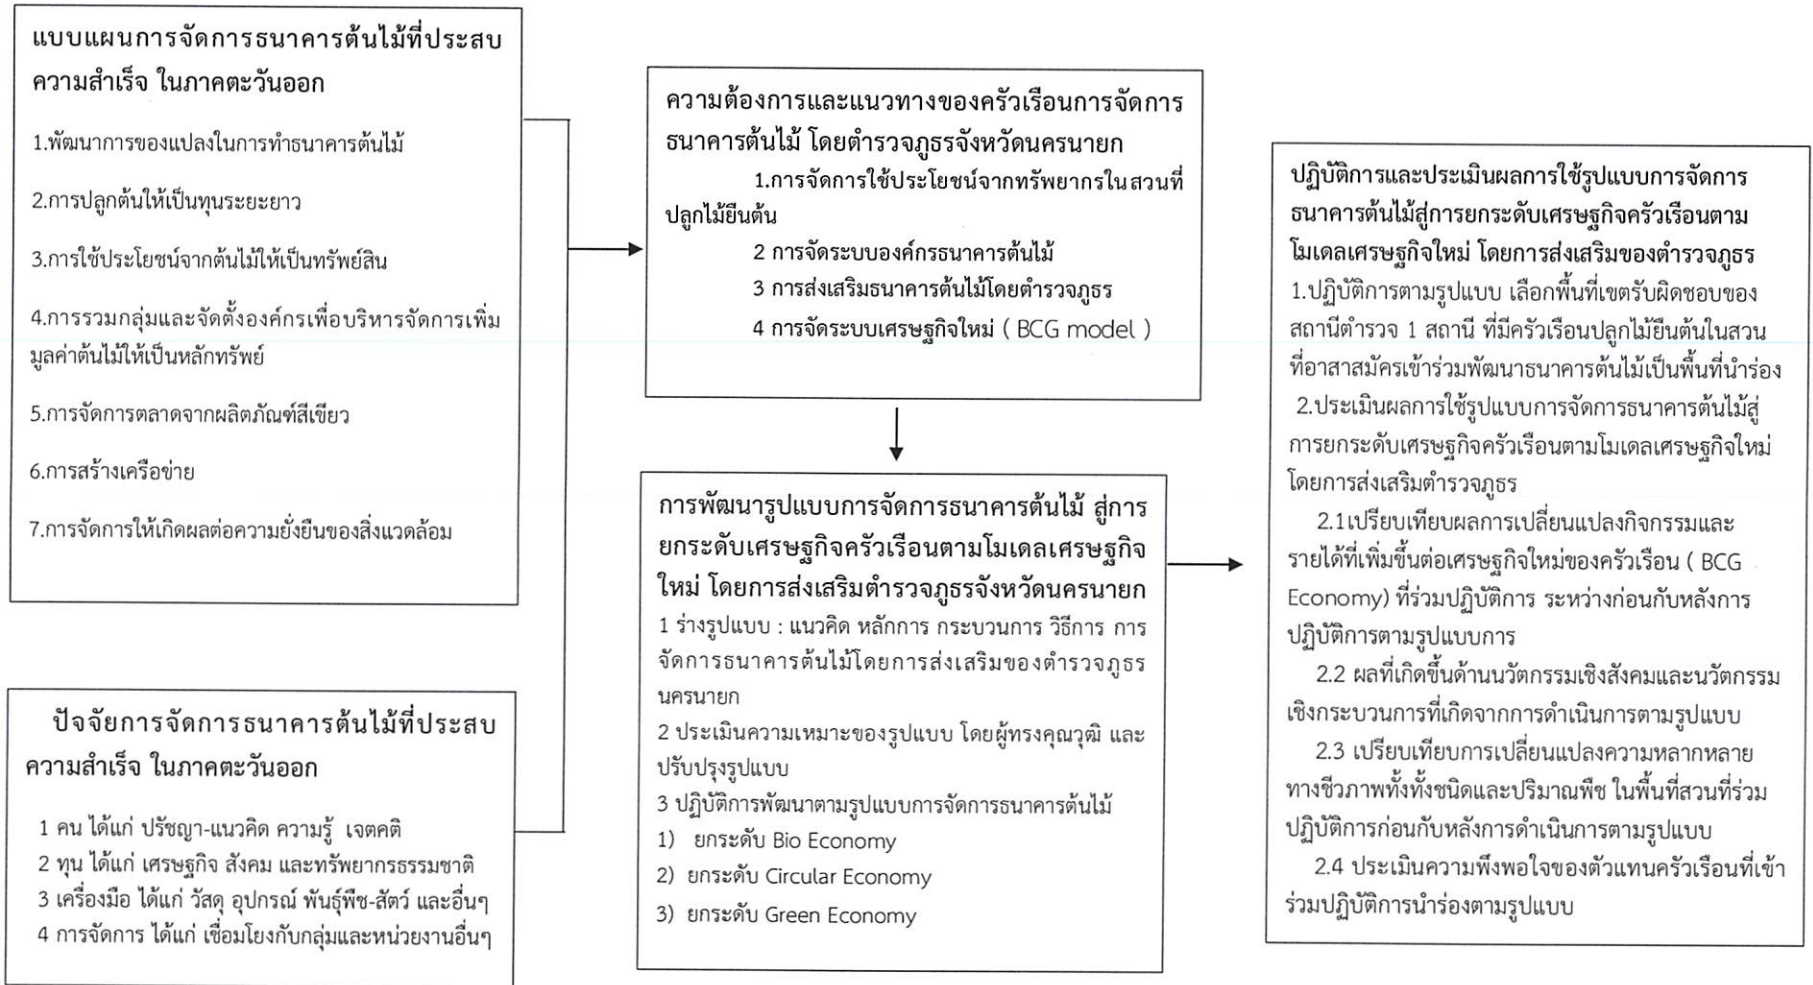 แบบแผนการจัดการธนาคารต้นไม้ที่ประสบ
ความสำเร็จ ในภาคตะวันออก
1.พัฒนาการของแปลงในการทำธนาคารต้นไม้
2.การปลูกต้นให้เป็นทุนระยะยาว
3.การใช้ประโยชน์จากต้นไม้ให้เป็นทรัพย์สิน
4.การรวมกลุ่มและจัดตั้งองค์กรเพื่อบริหารจัดการเพิ่ม
มูลค่าต้นไม้ให้เป็นหลักทรัพย์
5.การจัดการตลาดจากผลิตภัณฑ์สีเขียว
6.การสร้างเครือข่าย
7.การจัดการให้เกิดผลต่อความยั่งยืนของสิ่งแวดล้อม
ปัจจัยการจัดการธนาคารต้นไม้ที่ประสบ
ความสำเร็จ ในภาคตะวันออก
1 คน ได้แก่ ปรัชญา-แนวคิด ความรู้ เจตคติ
2 ทุน ได้แก่ เศรษฐกิจ สังคม และทรัพยากรธรรมชาติ
3 เครื่องมือ ได้แก่ วัสดุ อุปกรณ์ พันธุ์พืช-สัตว์ และอื่นๆ
4 การจัดการ ได้แก่ เชื่อมโยงกับกลุ่มและหน่วยงานอื่นๆ
ความต้องการและแนวทางของครัวเรือนการจัดการ
ธนาคารต้นไม้ โดยตำรวจภูธรจังหวัดนครนายก
1.การจัดการใช้ประโยชน์จากทรัพยากรในสวนที่
ปลูกไม้ยืนต้น
2 การจัดระบบองค์กรธนาคารต้นไม้
3 การส่งเสริมธนาคารต้นไม้โดยตำรวจภูธร
4 การจัดระบบเศรษฐกิจใหม่ ( BCG model )
การพัฒนารูปแบบการจัดการธนาคารต้นไม้ สู่การ
ยกระดับเศรษฐกิจครัวเรือนตามโมเดลเศรษฐกิจ
ใหม่ โดยการส่งเสริมตำรวจภูธรจังหวัดนครนายก
1 ร่างรูปแบบ : แนวคิด หลักการ กระบวนการ วิธีการ การ
จัดการธนาคารต้นไม้โดยการส่งเสริมของตำรวจภูธร
นครนายก
2 ประเมินความเหมาะของรูปแบบ โดยผู้ทรงคุณวุฒิ และ
ปรับปรุงรูปแบบ
3 ปฏิบัติการพัฒนาตามรูปแบบการจัดการธนาคารต้นไม้
1) ยกระดับ Bio Economy
2) ยกระดับ Circular Economy
3) ยกระดับ Green Economy
ปฏิบัติการและประเมินผลการใช้รูปแบบการจัดการ
ธนาคารต้นไม้สู่การยกระดับเศรษฐกิจครัวเรือนตาม
โมเดลเศรษฐกิจใหม่ โดยการส่งเสริมของตำรวจภูธร
1.ปฏิบัติการตามรูปแบบ เลือกพื้นที่เขตรับผิดชอบของ
สถานีตำรวจ 1 สถานี ที่มีครัวเรือนปลูกไม้ยืนต้นในสวน
ที่อาสาสมัครเข้าร่วมพัฒนาธนาคารต้นไม้เป็นพื้นที่นำร่อง
2.ประเมินผลการใช้รูปแบบการจัดการธนาคารต้นไม้สู่
การยกระดับเศรษฐกิจครัวเรือนตามโมเดลเศรษฐกิจใหม่
โดยการส่งเสริมตำรวจภูธร
2.1เปรียบเทียบผลการเปลี่ยนแปลงกิจกรรมและ
รายได้ที่เพิ่มขึ้นต่อเศรษฐกิจใหม่ของครัวเรือน ( BCG
Economy) ที่ร่วมปฏิบัติการ ระหว่างก่อนกับหลังการ
ปฏิบัติการตามรูปแบบการ
2.2 ผลที่เกิดขึ้นด้านนวัตกรรมเชิงสังคมและนวัตกรรม
เชิงกระบวนการที่เกิดจากการดำเนินการตามรูปแบบ
2.3 เปรียบเทียบการเปลี่ยนแปลงความหลากหลาย
ทางชีวภาพทั้งทั้งชนิดและปริมาณพืช ในพื้นที่สวนที่ร่วม
ปฏิบัติการก่อนกับหลังการดำเนินการตามรูปแบบ
2.4 ประเมินความพึงพอใจของตัวแทนครัวเรือนที่เข้า
ร่วมปฏิบัติการนำร่องตามรูปแบบ